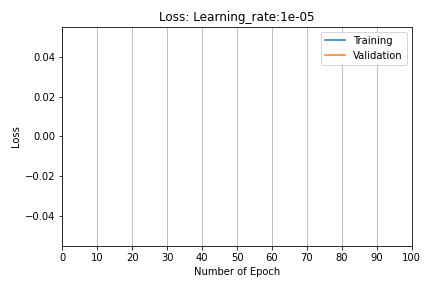 Loss: Learning_rate:1e-05
Training
Validation
0.04
0.02
0.00
−0.02
−0.04
Loss
0 10 20 30 40 50 60 70 80 90 100
Number of Epoch